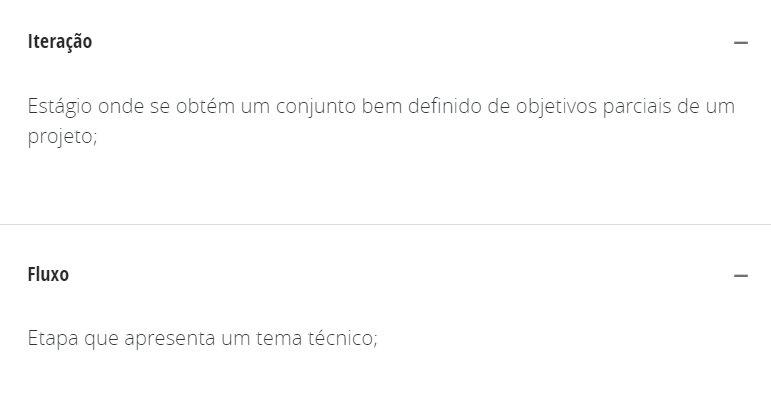 Iteração
Estágio onde se obtém um conjunto bem definido de objetivos parciais de um
projeto;
Fluxo
Etapa que apresenta um tema técnico;